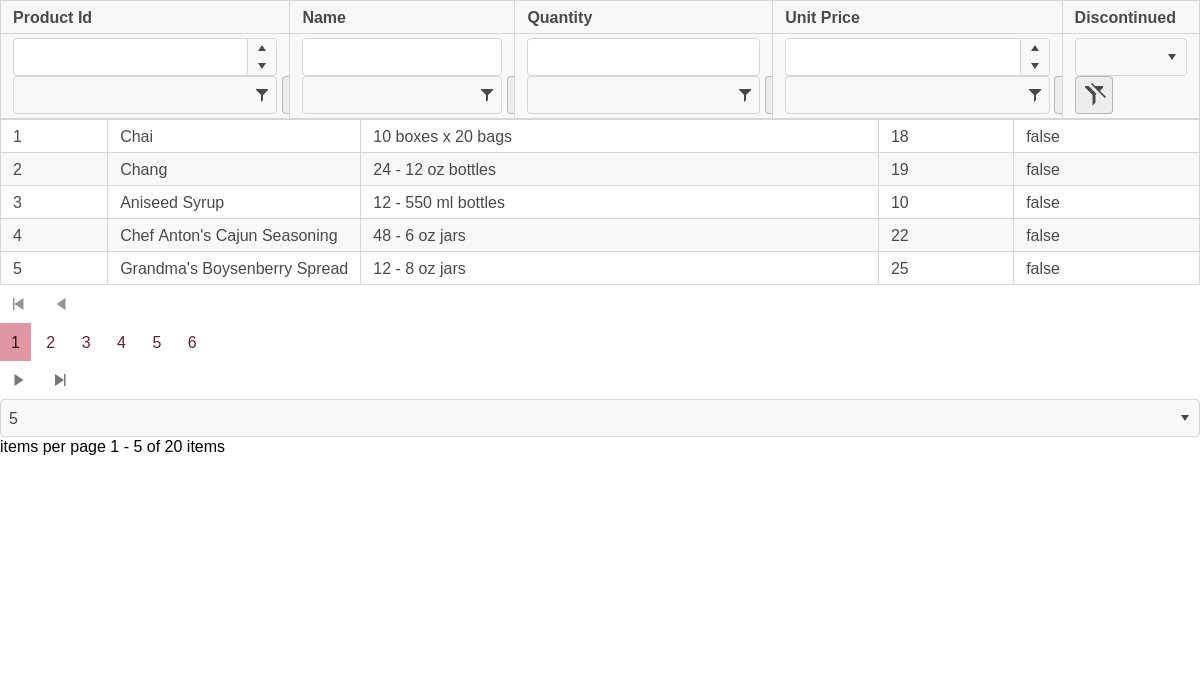 Product Id Name Quantity Unit Price Discontinued
1 Chai 10 boxes x 20 bags 18 false
2 Chang 24 - 12 oz bottles 19 false
3 Aniseed Syrup 12 - 550 ml bottles 10 false
4 Chef Anton's Cajun Seasoning 48 - 6 oz jars 22 false
5 Grandma's Boysenberry Spread 12 - 8 oz jars 25 false
1 2 3 4 5 6
5
items per page 1 - 5 of 20 items